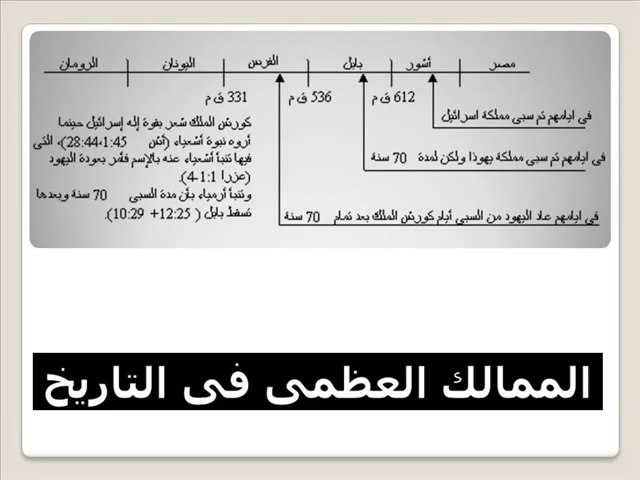 مصر أشور بابل الفرس اليونان الرومان
612 ق م 536 ق م 331 ق م
فى ايامهم تم سبى مملكة اسرائيل
فى ايامهم تم سبى مملكة يهوذا ولكن لمدة 70 سنة
فى ايامهم عاد اليهود من السبى أيام كورش الملك بعد تمام 70 سنة
كورش الملك شعر بقوة إله إسرائيل حينما
أروه نبوة أشعياء (أش 28:44،1:45)، التى
فيها تنبأ أشعياء عنه بالإسم فأمر بعودة اليهود
(عزرا 1:1-4).
وتنبأ أرمياء بأن مدة السبى 70 سنة وبعدها
تسقط بابل (12:25 +10:29).
الممالك العظمى فى التاريخ